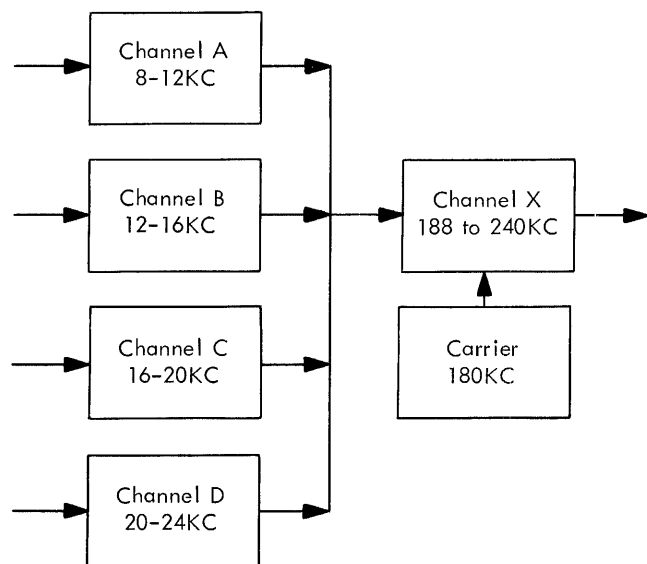 Channel A
8-12KC
Channel B
12-16KC
Channel X
188 to 240KC
Channel C
16-20KC
Carrier
180KC
Channel D
20-24KC